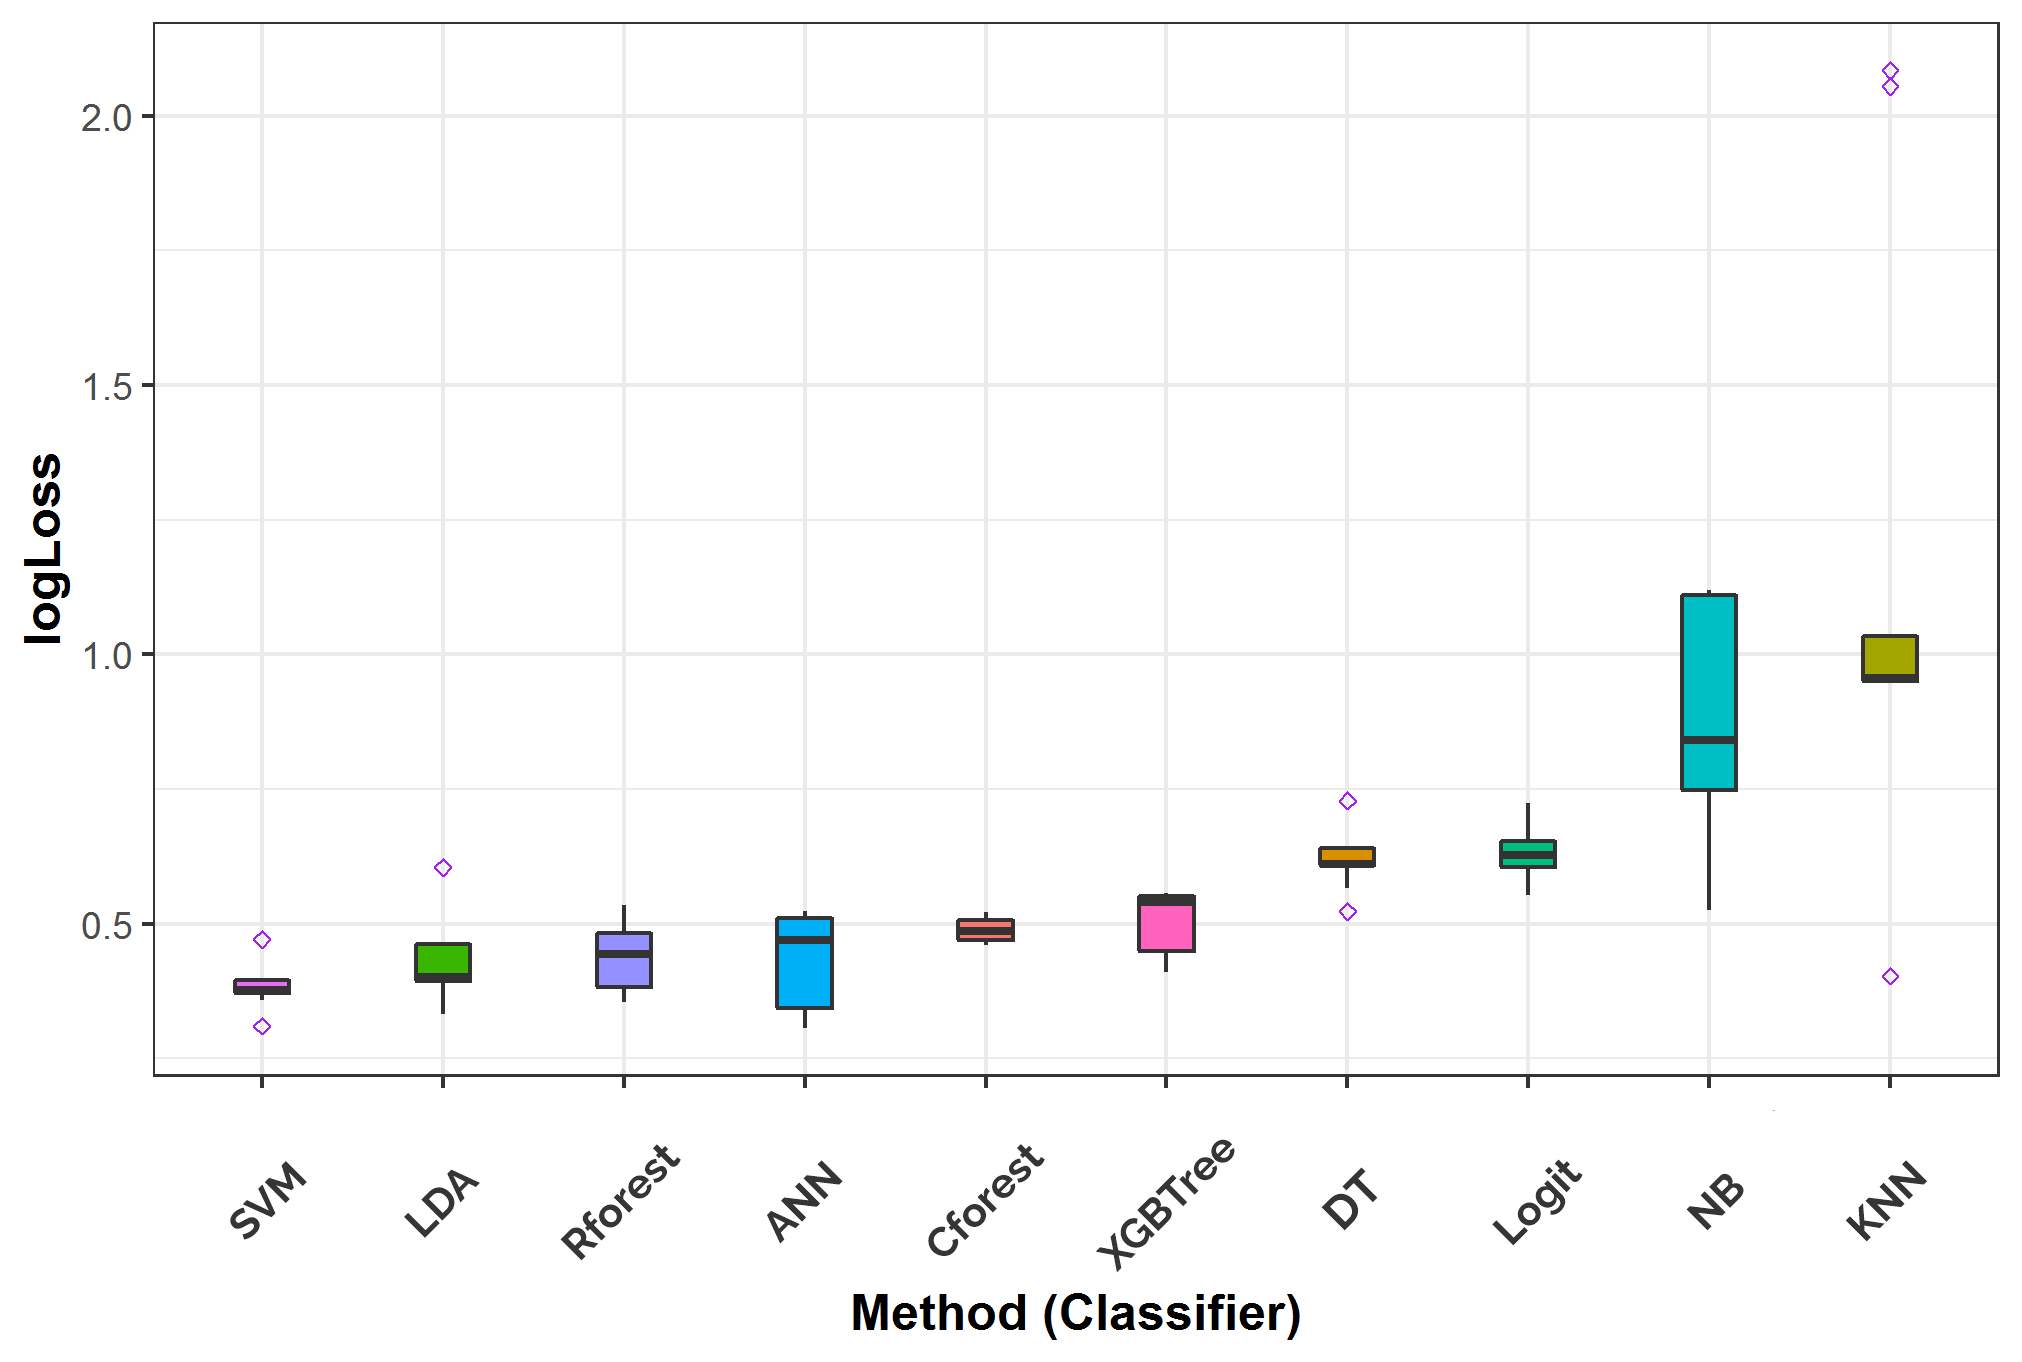 2.0
1.5
1.0
0.5
logLoss
SVM
LDA
Rforest
ANN
Cforest
XGBTree
DT
Logit
NB
KNN
Method (Classifier)